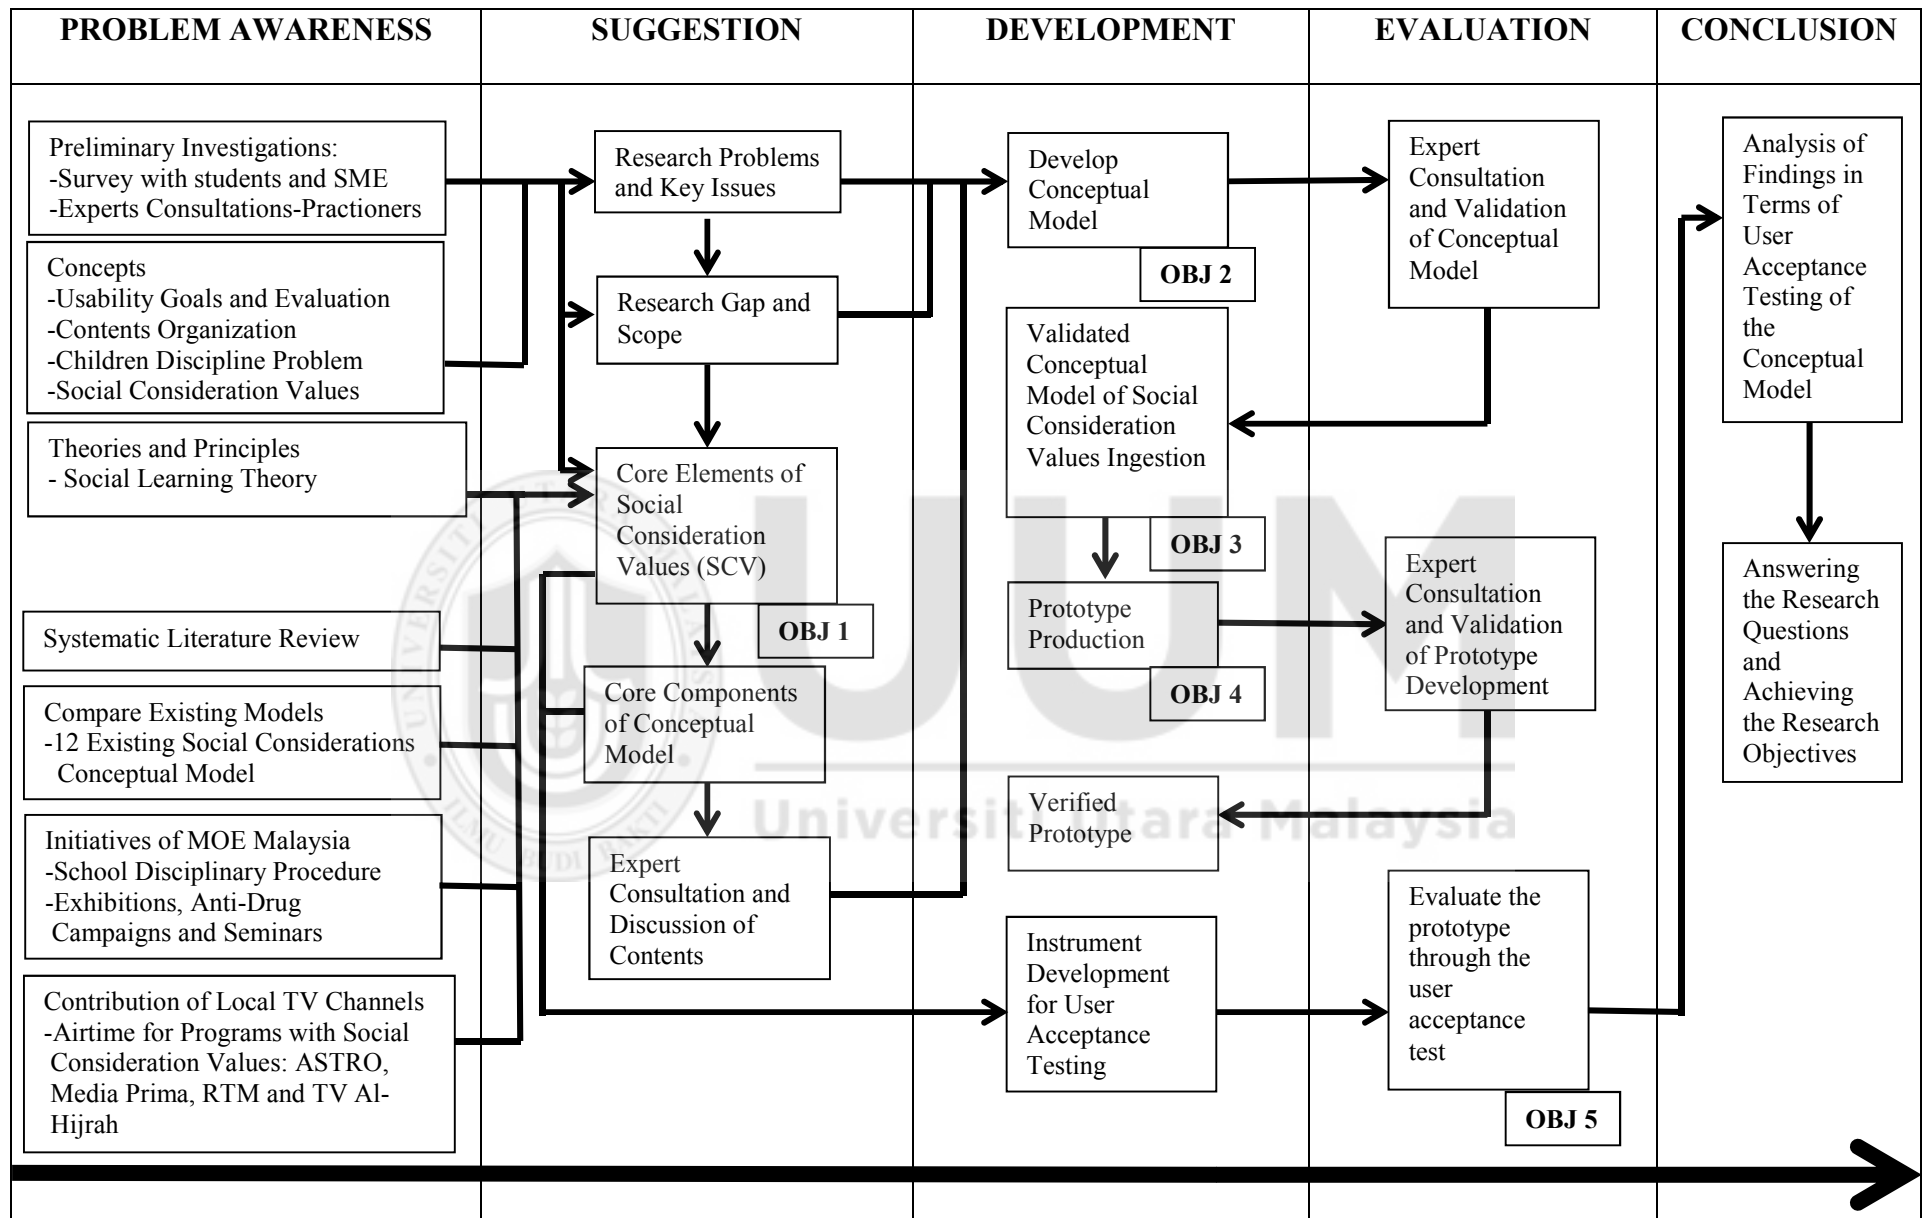 PROBLEM AWARENESS
SUGGESTION
DEVELOPMENT
EVALUATION
CONCLUSION
Preliminary Investigations:
-Survey with students and SME
-Experts Consultations-Practioners
Concepts
-Usability Goals and Evaluation
-Contents Organization
-Children Discipline Problem
-Social Consideration Values
Theories and Principles
- Social Learning Theory
Systematic Literature Review
Compare Existing Models
-12 Existing Social Considerations
Conceptual Model
Initiatives of MOE Malaysia
-School Disciplinary Procedure
-Exhibitions, Anti-Drug
Campaigns and Seminars
Contribution of Local TV Channels
-Airtime for Programs with Social
Consideration Values: ASTRO,
Media Prima, RTM and TV Al-
Hijrah
Research Problems
and Key Issues
Research Gap and
Scope
Core Elements of
Social
Consideration
Values (SCV)
OBJ 1
Core Components
of Conceptual
Model
Expert
Consultation and
Discussion of
Contents
Develop
Conceptual
Model
OBJ 2
Validated
Conceptual
Model of Social
Consideration
Values Ingestion
OBJ 3
Prototype
Production
OBJ 4
Verified
Prototype
Instrument
Development
for User
Acceptance
Testing
Expert
Consultation
and Validation
of Conceptual
Model
Expert
Consultation
and Validation
of Prototype
Development
Evaluate the
prototype
through the
user
acceptance
test
OBJ 5
Analysis of
Findings in
Terms of
User
Acceptance
Testing of
the
Conceptual
Model
Answering
the Research
Questions
and
Achieving
the Research
Objectives
UUM
Universiti Utara Malaysia
UNIVERSITI UTARA MALAYSIA
ILMU BUDI BAKTI